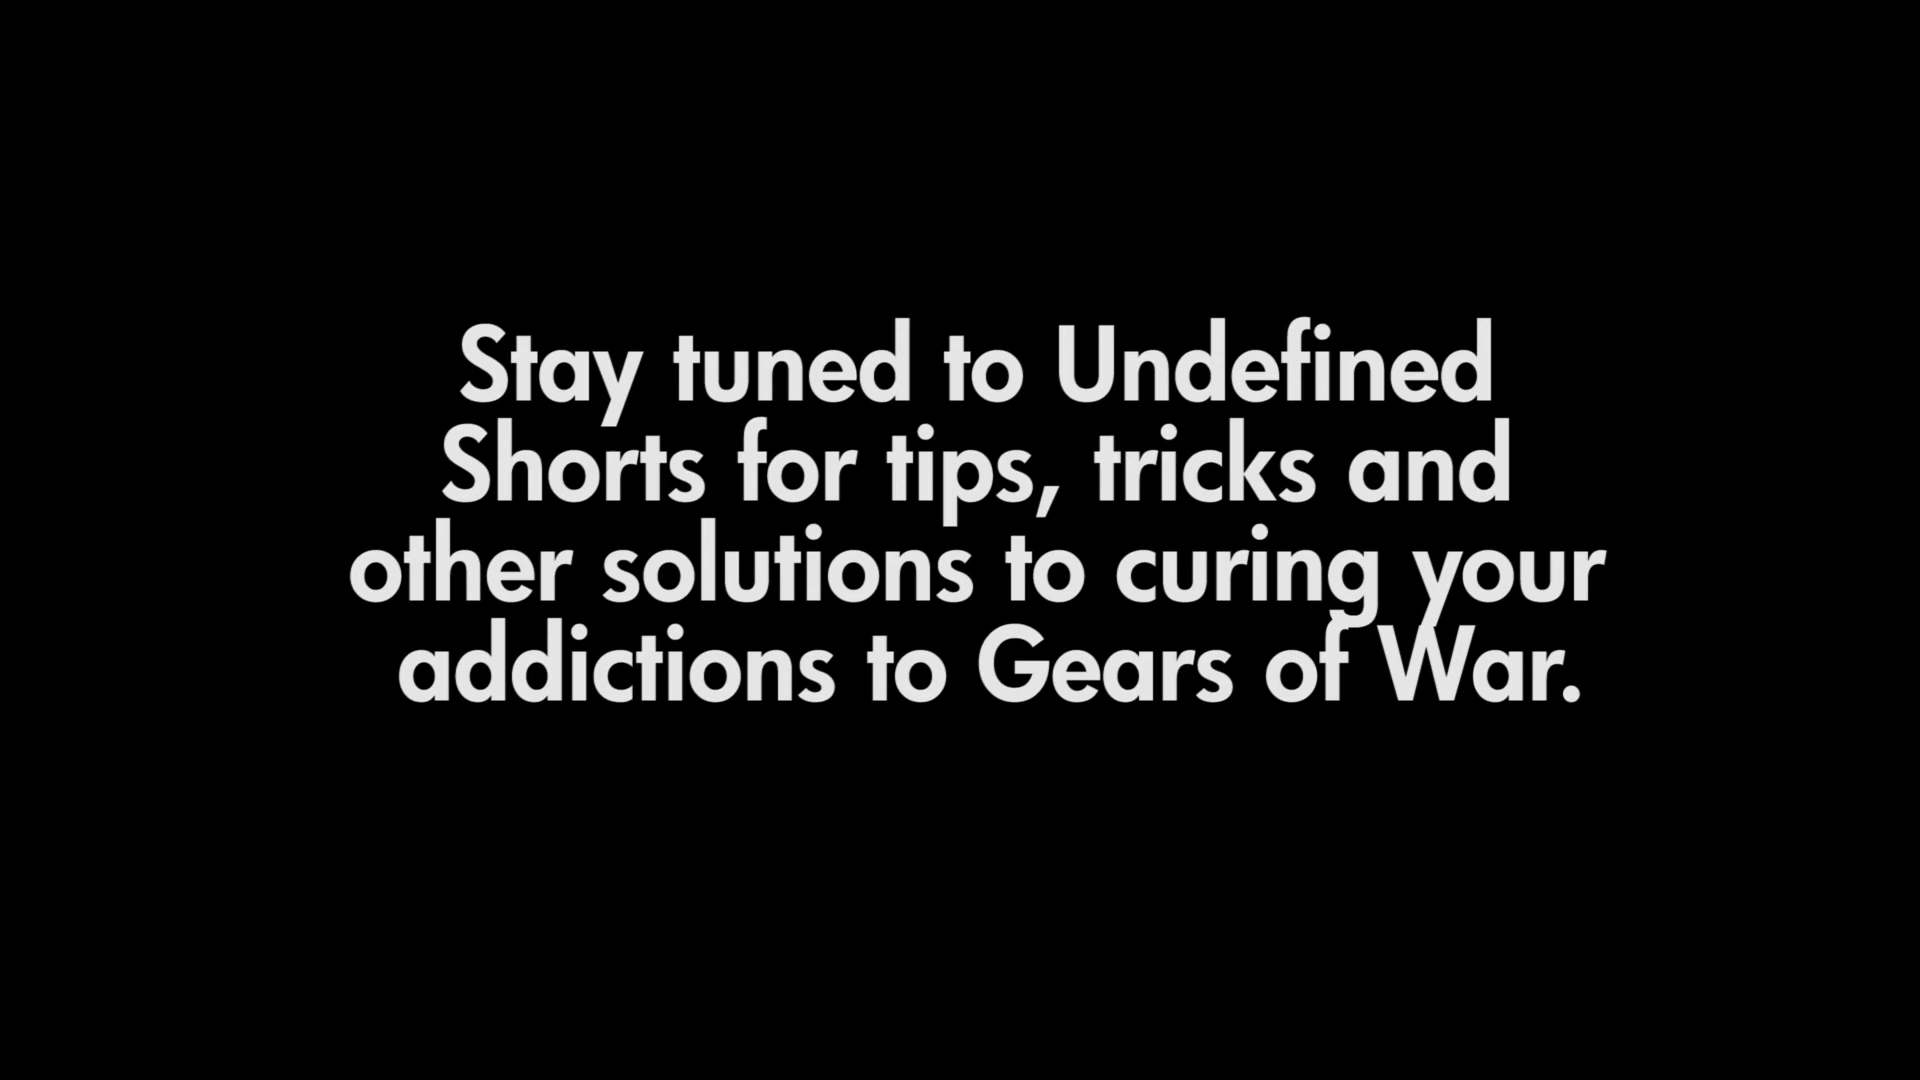 Stay tuned to Undefined
Shorts for tips, tricks and
other solutions to curing your
addictions to Gears of War.